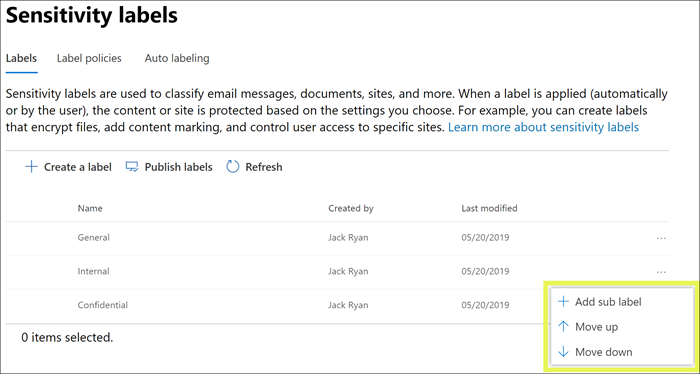 Sensitivity labels
Labels Label policies Auto labeling
Sensitivity labels are used to classify email messages, documents, sites, and more. When a label is applied (automatically
or by the user), the content or site is protected based on the settings you choose. For example, you can create labels
that encrypt files, add content marking, and control user access to specific sites. Learn more about sensitivity labels
Create a label Publish labels Refresh
Name Created by Last modified
General Jack Ryan 05/20/2019 ...
Internal Jack Ryan 05/20/2019 ...
Confidential Jack Ryan 05/20/2019
Add sub label
Move up
Move down
0 items selected.